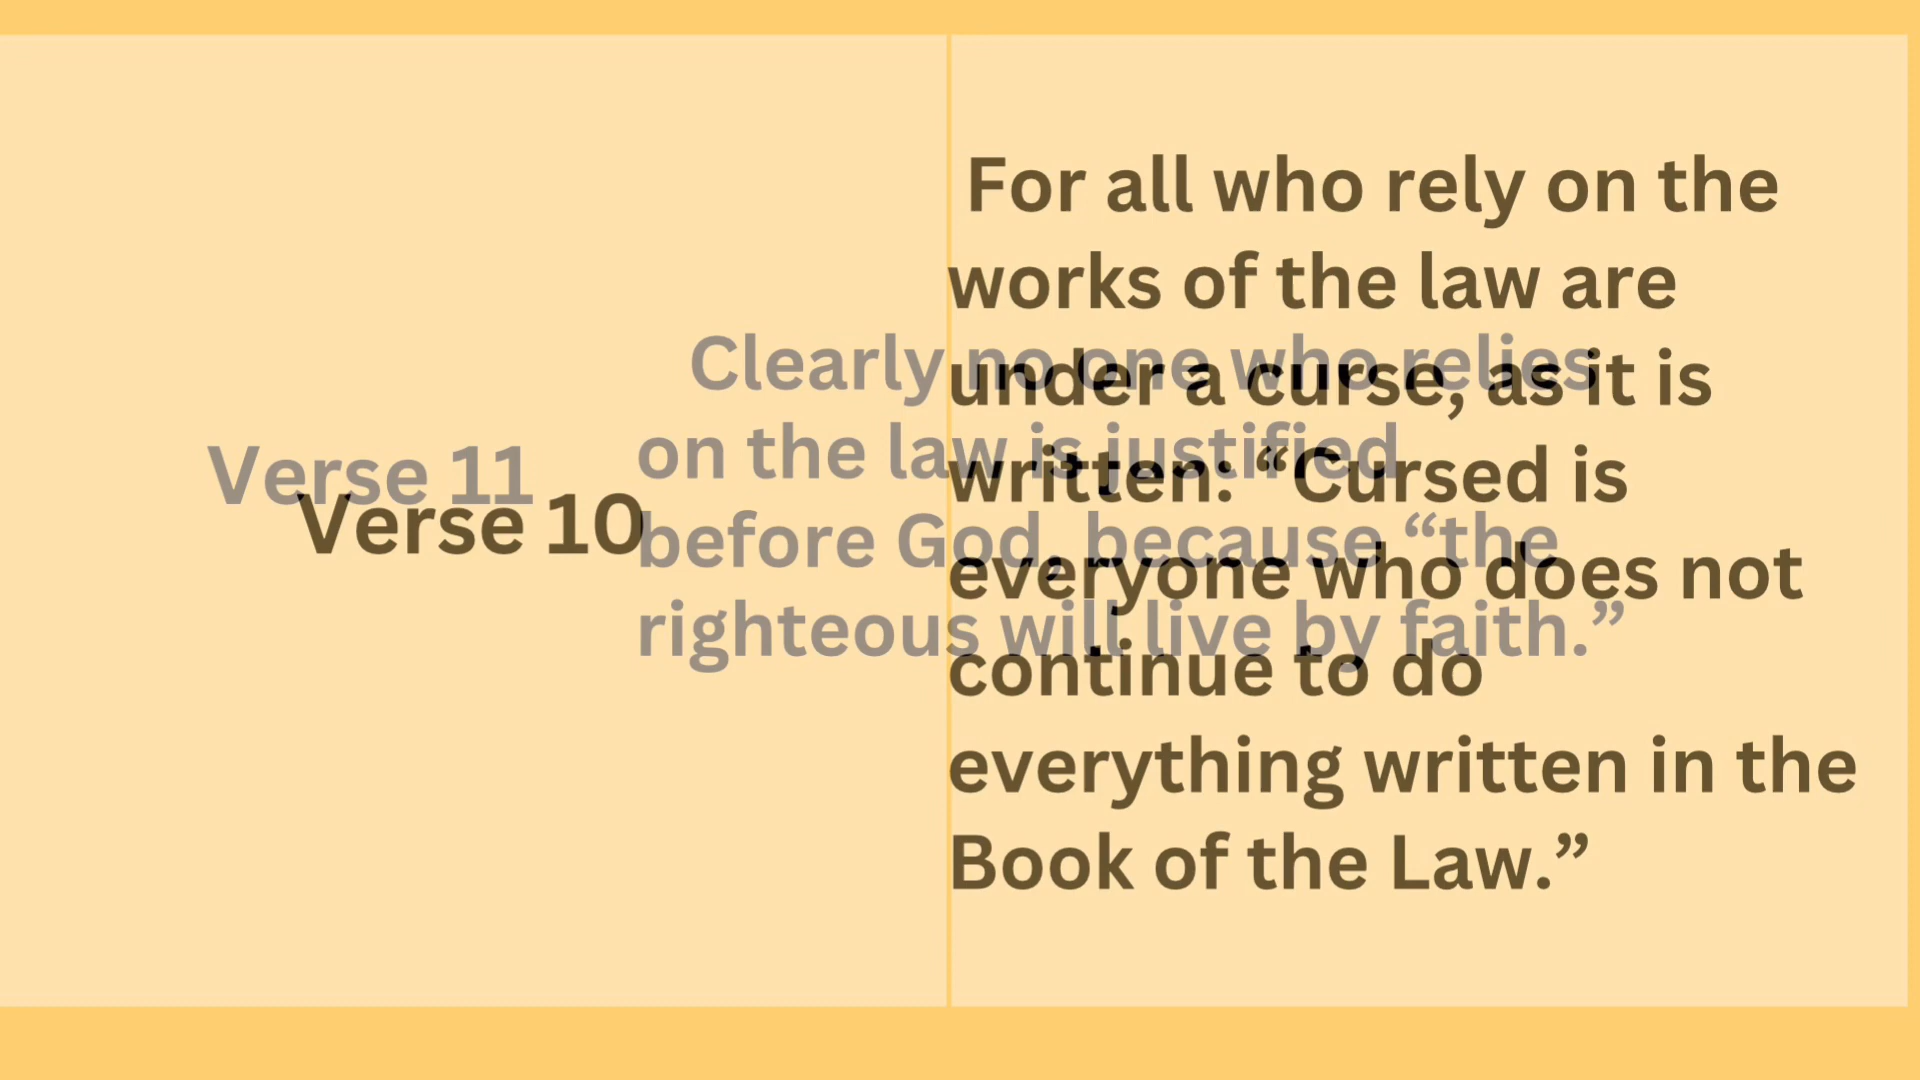 Verse 10
For all who rely on the
works of the law are
under a curse, as it is
written: “Cursed is
everyone who does not
continue to do
everything written in the
Book of the Law.”
Verse 11
Clearly no one who relies
on the law is justified
before God, because “the
righteous will live by faith.”